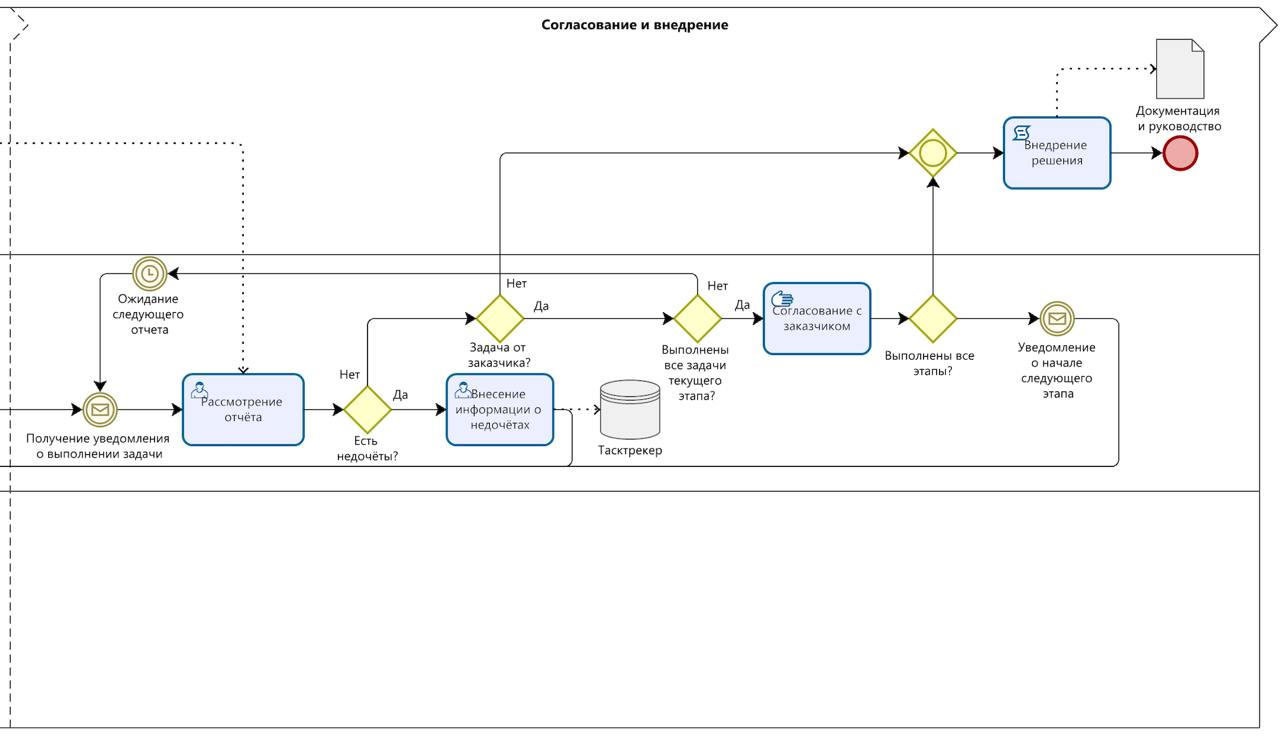 Согласование и внедрение
Документация
и руководство
Внедрение
решения
Нет
Нет
Ожидание
следующего
отчета
Да
Да
Согласование с
заказчиком
Задача от
заказчика?
Выполнены
все задачи
текущего
этапа?
Выполнены все
этапы?
Уведомление
о начале
следующего
этапа
Нет
Да
Рассмотрение
отчёта
Внесение
информации о
недочётах
Получение уведомления
о выполнении задачи
Есть
недочёты?
Тасктрекер